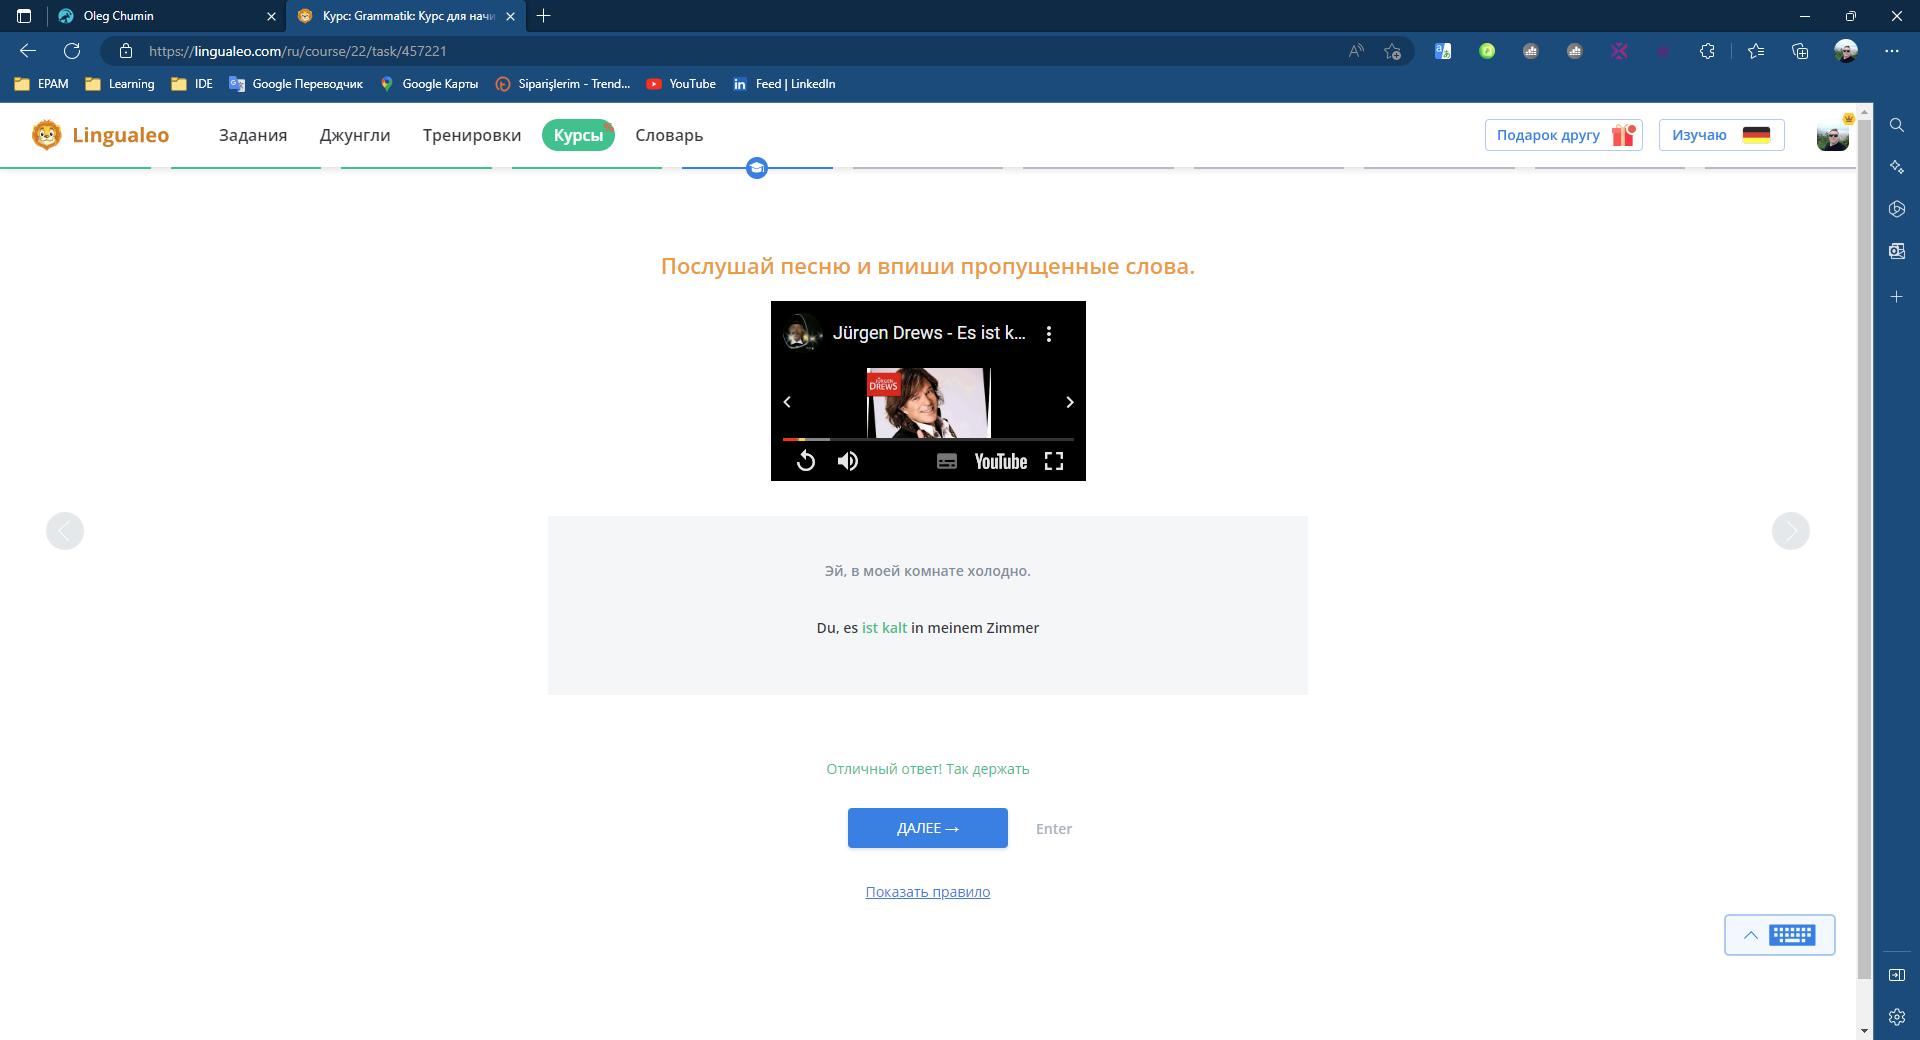 Oleg Chumin
Курс: Grammatik: Курс для начи
https://lingualeo.com/ru/course/22/task/457221
EPAM
Learning
IDE
Google Переводчик
Google Карты
Siparişlerim - Trend...
YouTube
Feed | LinkedIn
Lingualeo
Задания
Джунгли
Тренировки
Курсы
Словарь
Подарок другу
Изучаю
Послушай песню и впиши пропущенные слова.
Jürgen Drews - Es ist k...
JÜRGEN
DREWS
YouTube
Эй, в моей комнате холодно.
Du, es ist kalt in meinem Zimmer
Отличный ответ! Так держать
ДАЛЕЕ →
Enter
Показать правило